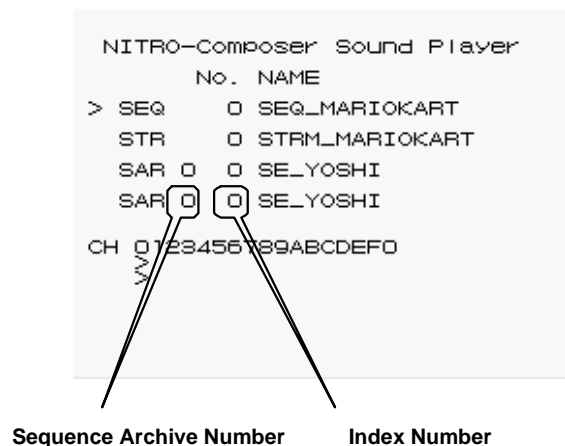 NITRO-Composer Sound Player
No. NAME
> SEQ 0 SEQ_MARIOKART
STR 0 STRM_MARIOKART
SAR 0 0 SE_YOSHI
SAR 0 0 SE_YOSHI
CH 0123456789ABCDEF0
>
>
Sequence Archive Number Index Number